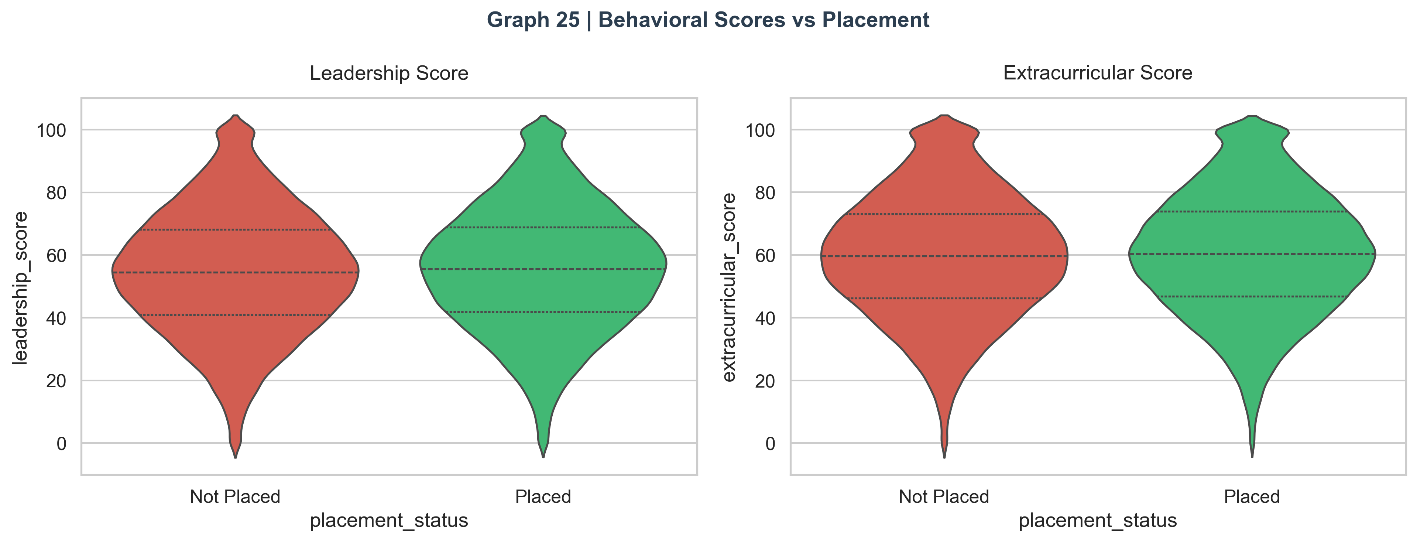 Graph 25 | Behavioral Scores vs Placement
Leadership Score
leadership_score
100
80
60
40
20
0
Not Placed
Placed
placement_status
Extracurricular Score
extracurricular_score
100
80
60
40
20
0
Not Placed
Placed
placement_status